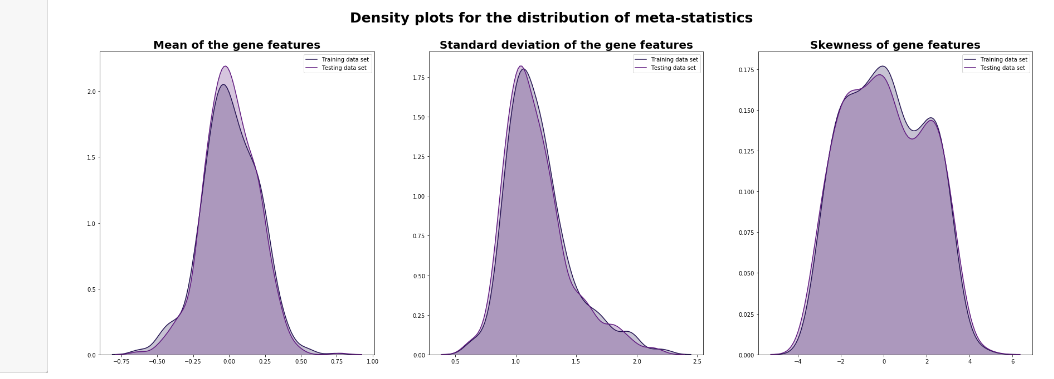 Density plots for the distribution of meta-statistics
Mean of the gene features
Training data set
Testing data set
2.0
1.5
1.0
0.5
0.0
−0.75 −0.50 −0.25 0.00 0.25 0.50 0.75 1.00
Standard deviation of the gene features
Training data set
Testing data set
1.75
1.50
1.25
1.00
0.75
0.50
0.25
0.00
0.5 1.0 1.5 2.0 2.5
Skewness of gene features
Training data set
Testing data set
0.175
0.150
0.125
0.100
0.075
0.050
0.025
0.000
−4 −2 0 2 4 6